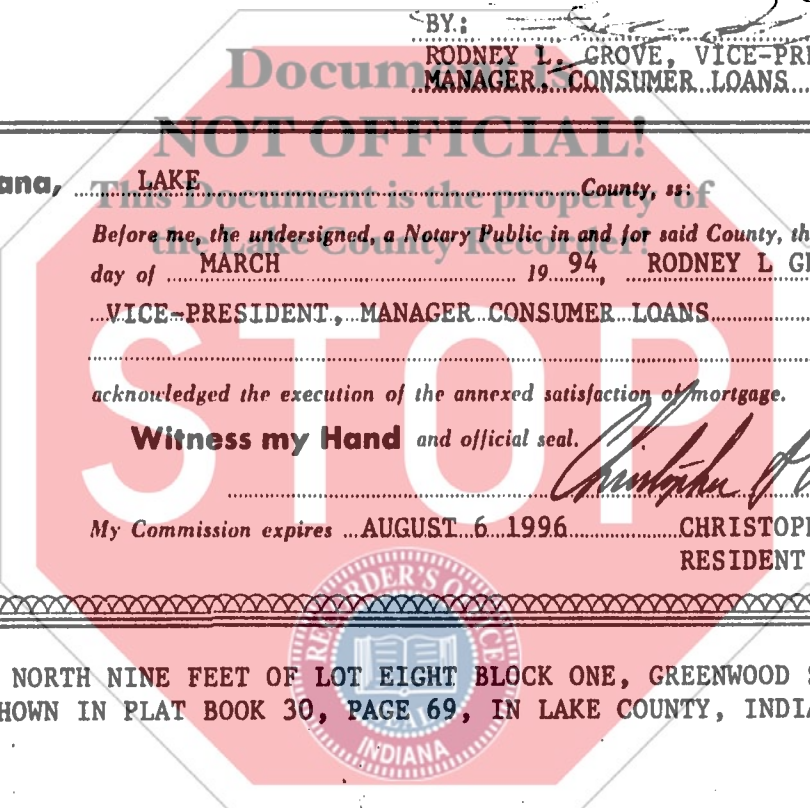 BY:
RODNEY L. GROVE, VICE-PRE
MANAGER, CONSUMER LOANS
Document is
NOT OFFICIAL!
This Document is the property of
the Lake County Recorder!
ana, LAKE County, ss:
Before me, the undersigned, a Notary Public in and for said County, th
day of MARCH 19 94, RODNEY L G
VICE-PRESIDENT, MANAGER CONSUMER LOANS
STOP
acknowledged the execution of the annexed satisfaction of mortgage.
Witness my Hand and official seal.
Christopher
My Commission expires AUGUST 6 1996 CHRISTOP
RESIDENT
RECORDER'S OFFICE
NORTH NINE FEET OF LOT EIGHT BLOCK ONE, GREENWOOD S
HOWN IN PLAT BOOK 30, PAGE 69, IN LAKE COUNTY, INDIA
INDIANA